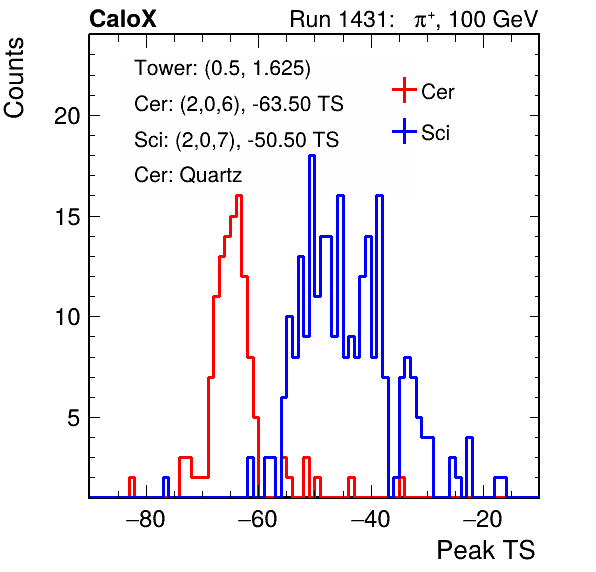 CaloX Run 1431: π⁺, 100 GeV
Counts
Tower: (0.5, 1.625)
Cer: (2,0,6), -63.50 TS
Sci: (2,0,7), -50.50 TS
Cer: Quartz
Cer
Sci
20
15
10
5
−80 −60 −40 −20
Peak TS